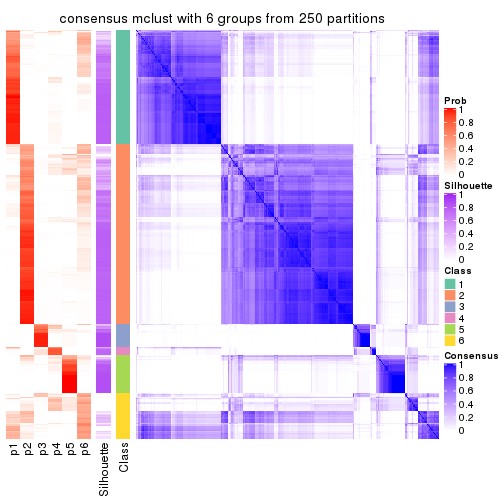 consensus mclust with 6 groups from 250 partitions
Prob
1
0.8
0.6
0.4
0.2
0
Silhouette
1
0.8
0.6
0.4
0.2
0
Class
1
2
3
4
5
6
Consensus
1
0.8
0.6
0.4
0.2
0
p1
p2
p3
p4
p5
p6
Silhouette
Class